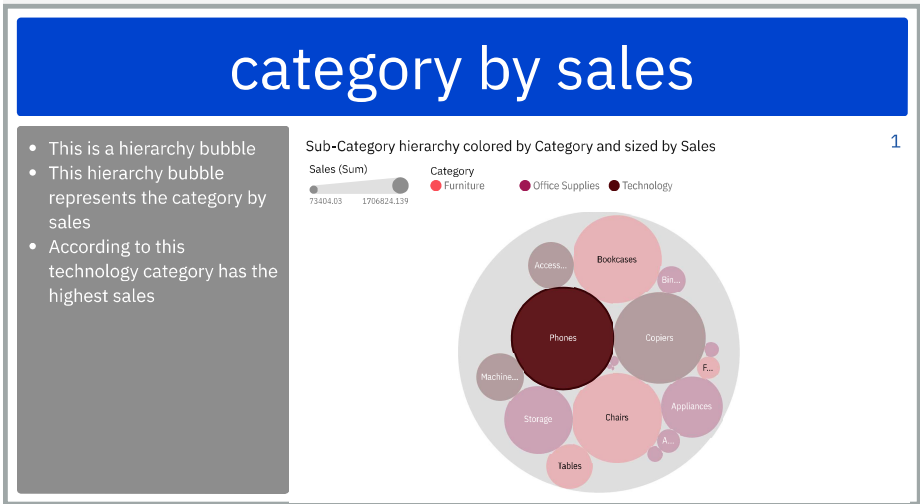 category by sales
• This is a hierarchy bubble
• This hierarchy bubble
represents the category by
sales
• According to this
technology category has the
highest sales
1
Sub-Category hierarchy colored by Category and sized by Sales
Sales (Sum)
73404.03
1706824.139
Category
Furniture
Office Supplies
Technology
Bookcases
Access...
Bin...
Phones
Copiers
F...
Machine...
Storage
Chairs
Appliances
A...
Tables